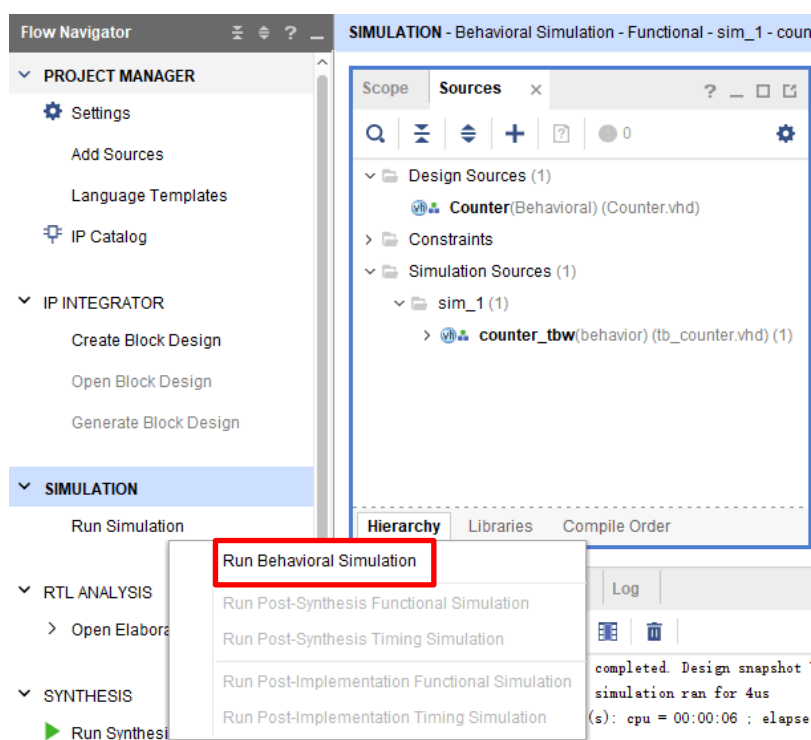 Flow Navigator
?
SIMULATION - Behavioral Simulation - Functional - sim_1 - coun
PROJECT MANAGER
Settings
Add Sources
Language Templates
IP Catalog
IP INTEGRATOR
Create Block Design
Open Block Design
Generate Block Design
SIMULATION
Run Simulation
RTL ANALYSIS
Open Elabora
SYNTHESIS
Run Synthesi
Scope Sources
?
? 0
Design Sources (1)
Counter(Behavioral) (Counter.vhd)
Constraints
Simulation Sources (1)
sim_1 (1)
counter_tbw(behavior) (tb_counter.vhd) (1)
Hierarchy Libraries Compile Order
Run Behavioral Simulation
Run Post-Synthesis Functional Simulation
Run Post-Synthesis Timing Simulation
Run Post-Implementation Functional Simulation
Run Post-Implementation Timing Simulation
Log
completed. Design snapshot '
simulation ran for 4us
(s): cpu = 00:00:06 ; elapse